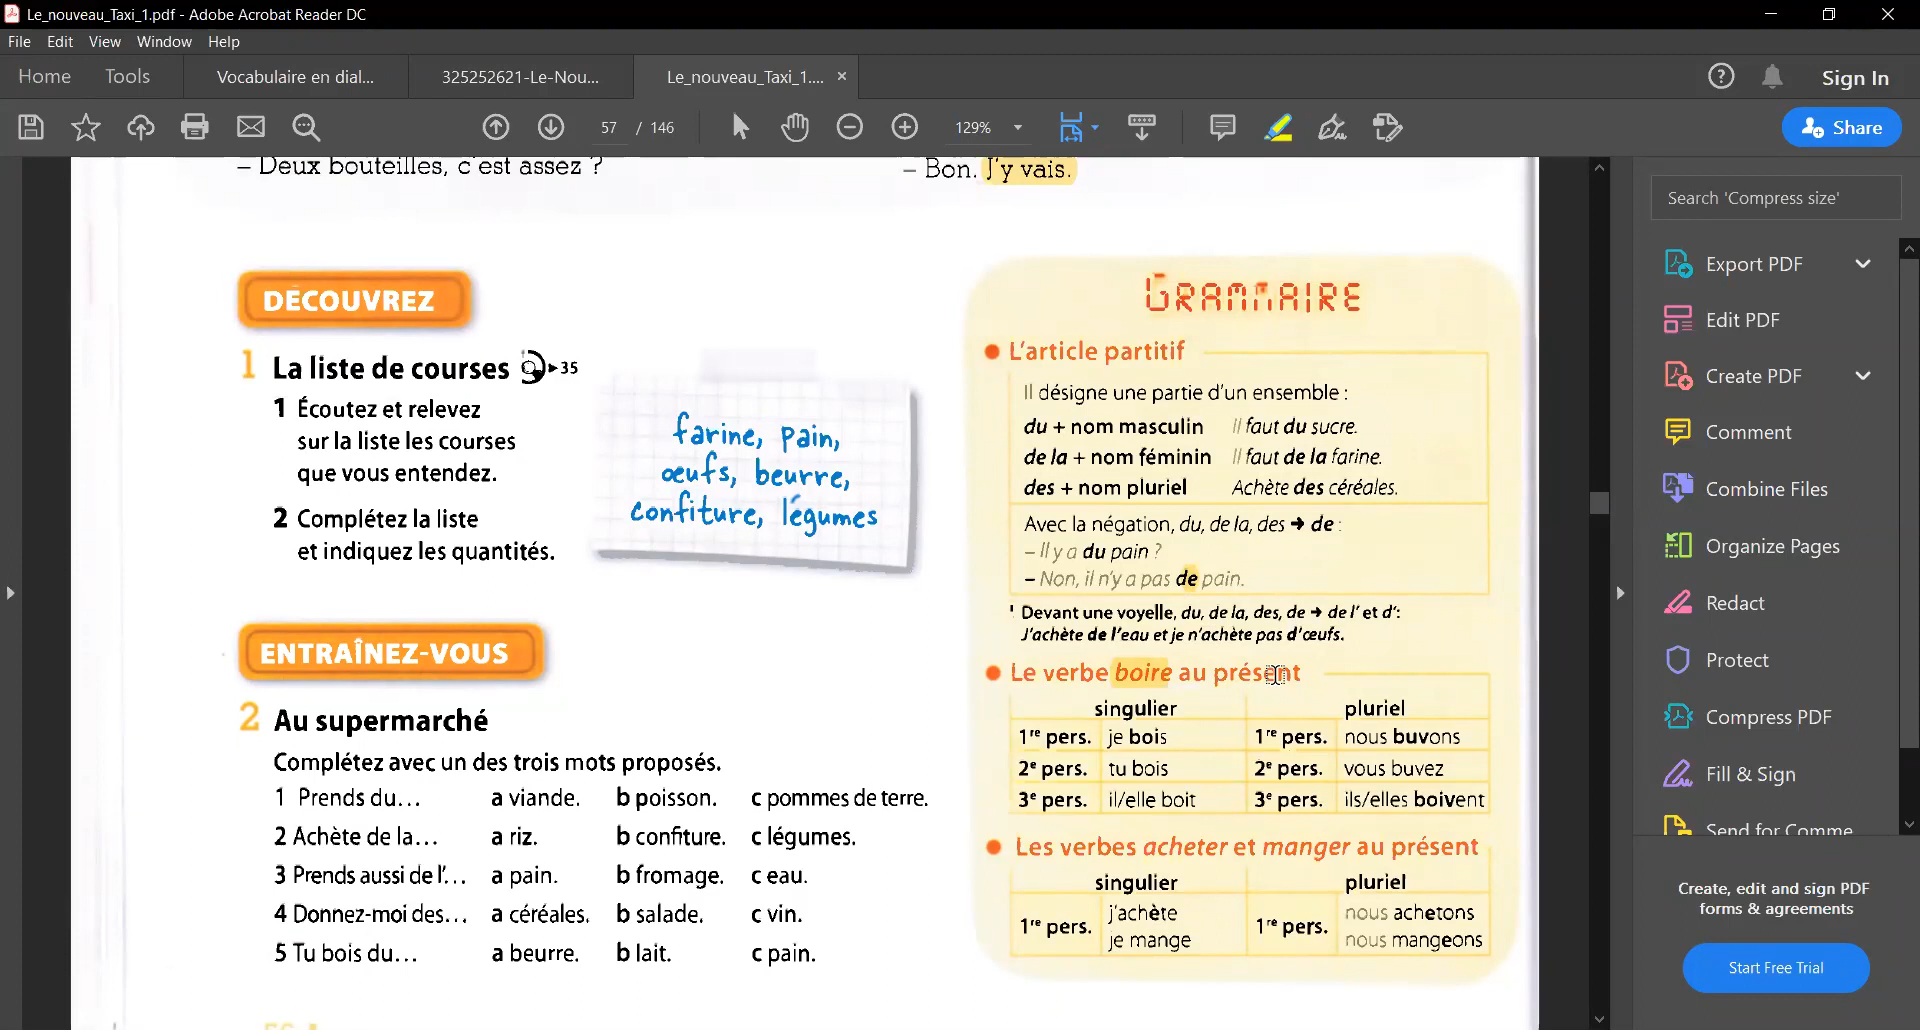 Le_nouveau_Taxi_1.pdf - Adobe Acrobat Reader DC
File Edit View Window Help
Home Tools Vocabulaire en dial... 325252621-Le-Nou... Le_nouveau_Taxi_1.... × ? Sign In
57 / 146 129% Share
– Deux bouteilles, c'est assez ?
– Bon. J'y vais.
DÉCOUVREZ
1 La liste de courses ▸35
1 Écoutez et relevez
sur la liste les courses
que vous entendez.
2 Complétez la liste
et indiquez les quantités.
farine, pain,
œufs, beurre,
confiture, légumes
ENTRAÎNEZ-VOUS
2 Au supermarché
Complétez avec un des trois mots proposés.
1 Prends du... a viande. b poisson. c pommes de terre.
2 Achète de la... a riz. b confiture. c légumes.
3 Prends aussi de l'... a pain. b fromage. c eau.
4 Donnez-moi des... a céréales. b salade. c vin.
5 Tu bois du... a beurre. b lait. c pain.
GRAMMAIRE
● L'article partitif
Il désigne une partie d'un ensemble :
du + nom masculin Il faut du sucre.
de la + nom féminin Il faut de la farine.
des + nom pluriel Achète des céréales.
Avec la négation, du, de la, des ➜ de :
– Il y a du pain ?
– Non, il n'y a pas de pain.
' Devant une voyelle, du, de la, des, de ➜ de l' et d':
J'achète de l'eau et je n'achète pas d'œufs.
● Le verbe boire au présent
singulier pluriel
1re pers. je bois 1re pers. nous buvons
2e pers. tu bois 2e pers. vous buvez
3e pers. il/elle boit 3e pers. ils/elles boivent
● Les verbes acheter et manger au présent
singulier pluriel
1re pers. j'achète 1re pers. nous achetons
je mange nous mangeons
Search 'Compress size'
Export PDF
Edit PDF
Create PDF
Comment
Combine Files
Organize Pages
Redact
Protect
Compress PDF
Fill & Sign
Send for Comme
Create, edit and sign PDF
forms & agreements
Start Free Trial